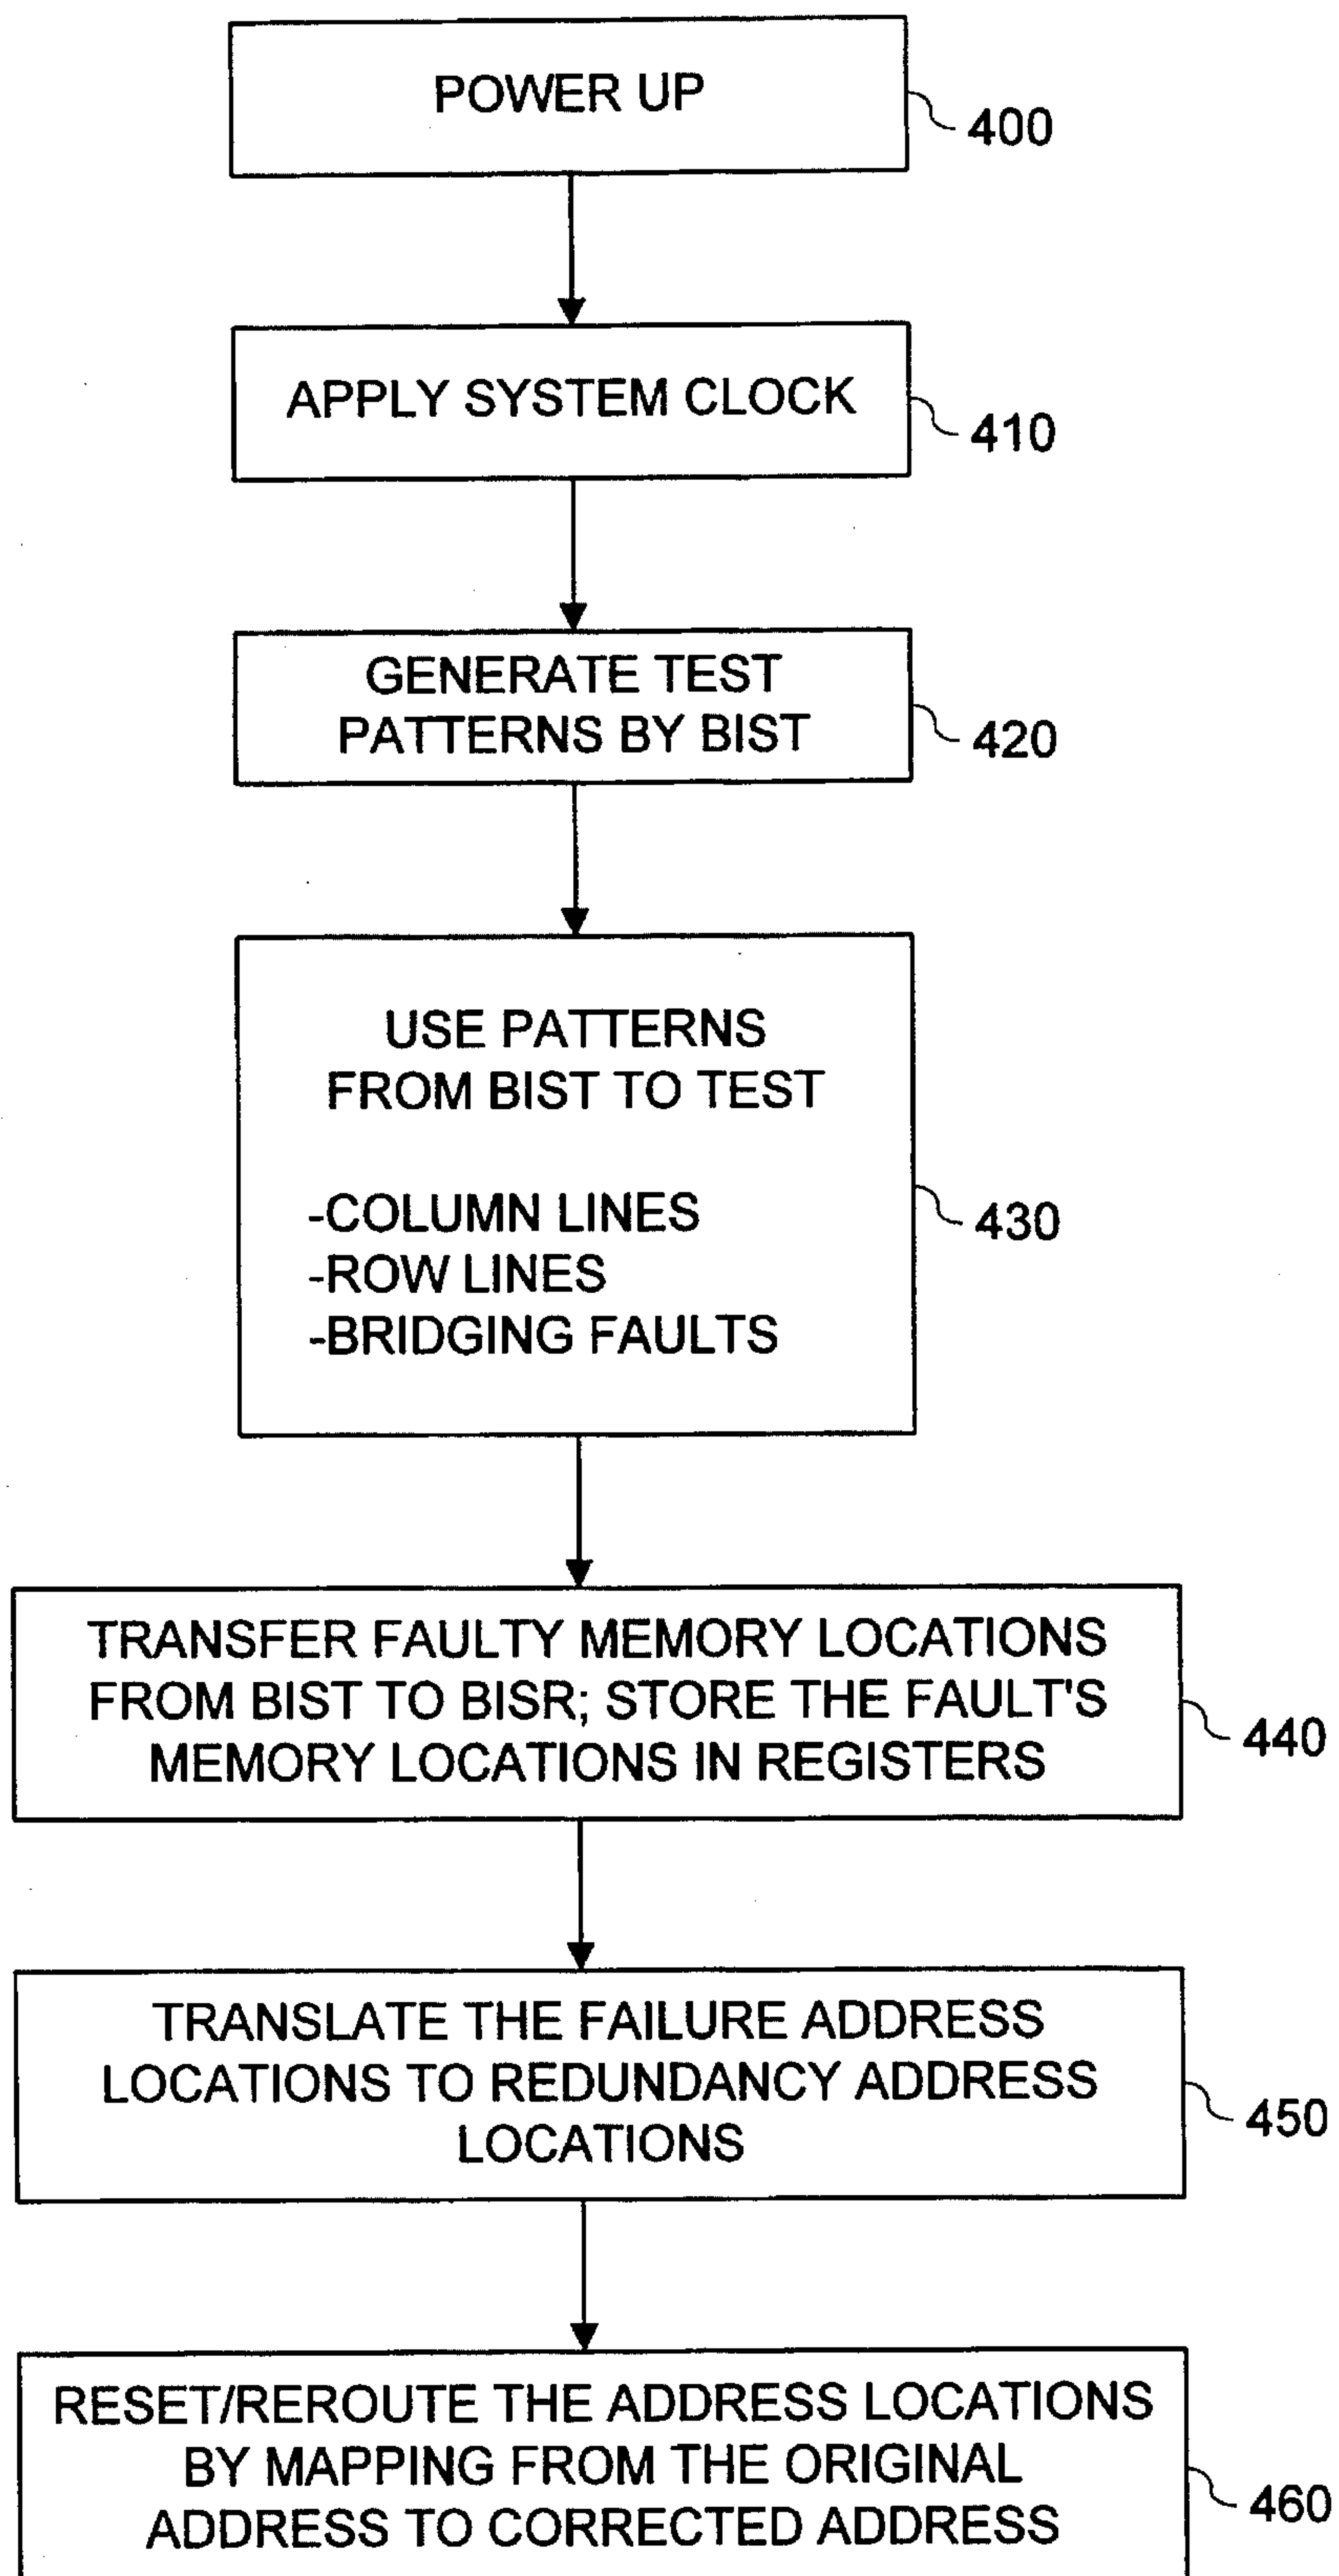 POWER UP
400
APPLY SYSTEM CLOCK
410
GENERATE TEST
PATTERNS BY BIST
420
USE PATTERNS
FROM BIST TO TEST
-COLUMN LINES
-ROW LINES
-BRIDGING FAULTS
430
TRANSFER FAULTY MEMORY LOCATIONS
FROM BIST TO BISR; STORE THE FAULT'S
MEMORY LOCATIONS IN REGISTERS
440
TRANSLATE THE FAILURE ADDRESS
LOCATIONS TO REDUNDANCY ADDRESS
LOCATIONS
450
RESET/REROUTE THE ADDRESS LOCATIONS
BY MAPPING FROM THE ORIGINAL
ADDRESS TO CORRECTED ADDRESS
460